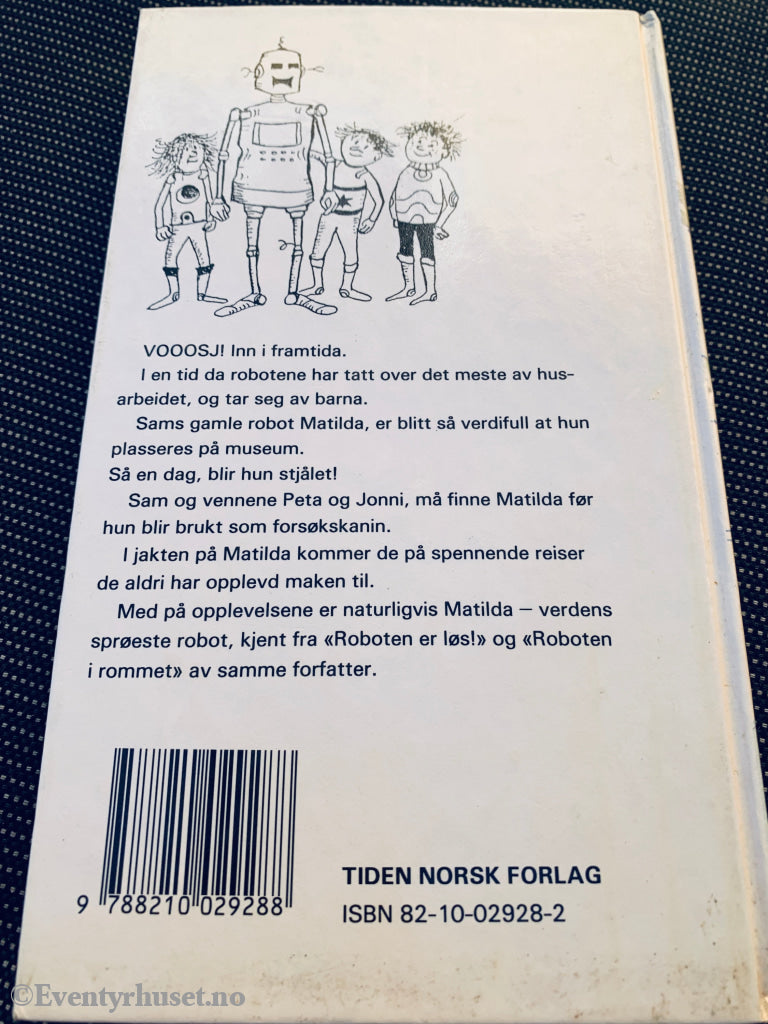 VOOOSJ! Inn i framtida.
I en tid da robotene har tatt over det meste av hus-
arbeidet, og tar seg av barna.
Sams gamle robot Matilda, er blitt så verdifull at hun
plasseres på museum.
Så en dag, blir hun stjålet!
Sam og vennene Peta og Jonni, må finne Matilda før
hun blir brukt som forsøkskanin.
I jakten på Matilda kommer de på spennende reiser
de aldri har opplevd maken til.
Med på opplevelsene er naturligvis Matilda – verdens
sprøeste robot, kjent fra «Roboten er løs!» og «Roboten
i rommet» av samme forfatter.
9 788210 029288
TIDEN NORSK FORLAG
ISBN 82-10-02928-2
©Eventyrhuset.no